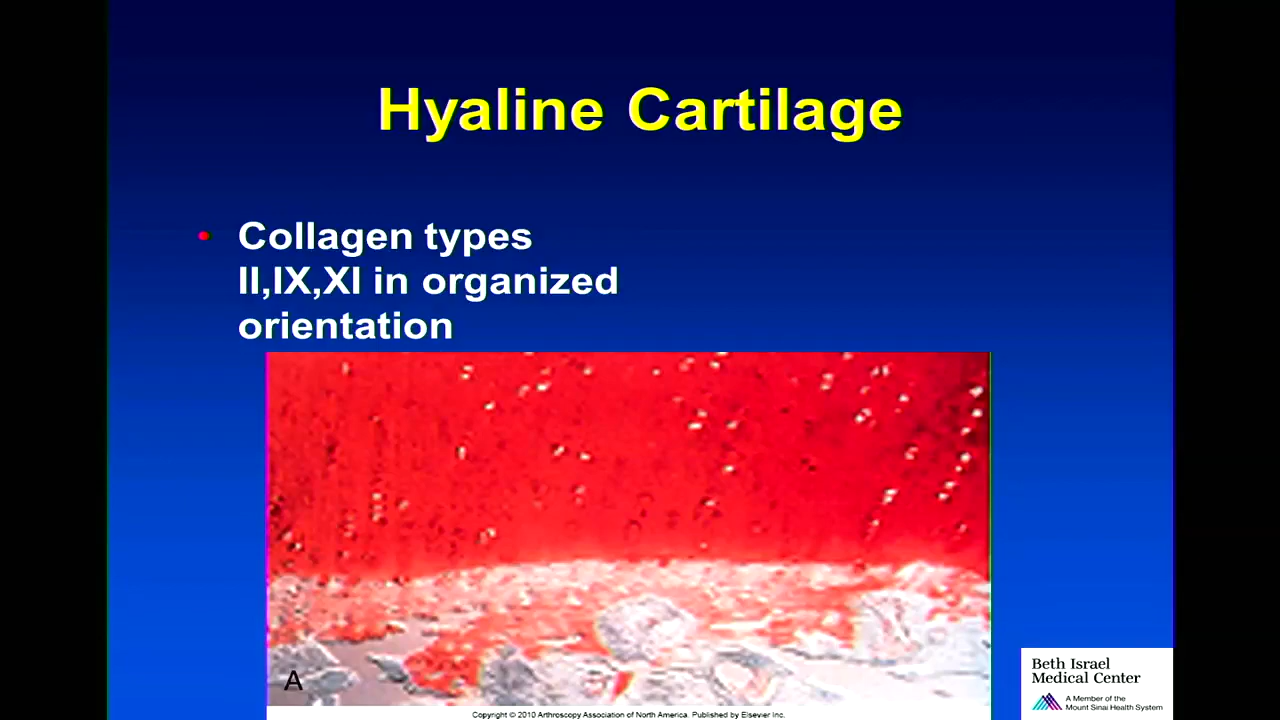 Hyaline Cartilage
• Collagen types
II,IX,XI in organized
orientation
A
Beth Israel
Medical Center
A Member of the
Mount Sinai Health System
Copyright © 2010 Arthroscopy Association of North America. Published by Elsevier Inc.